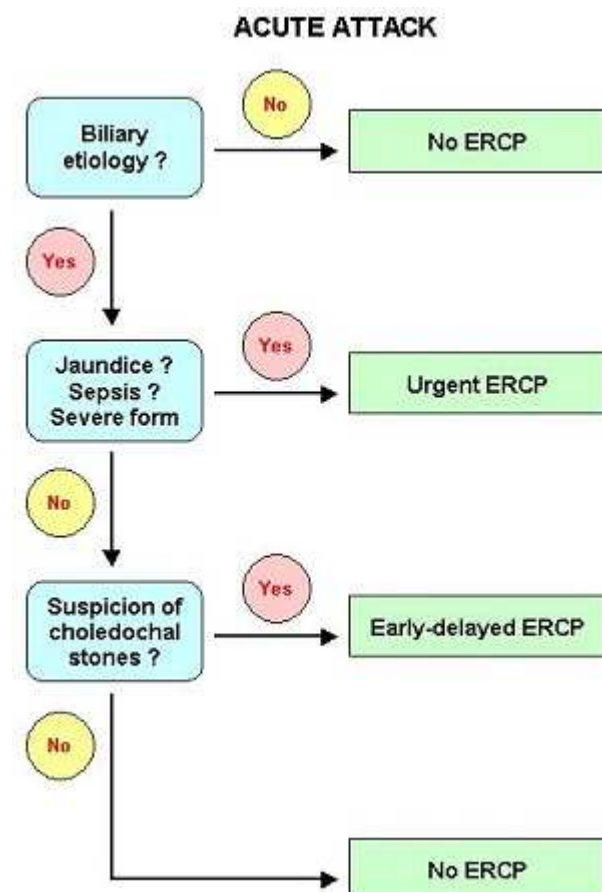 ACUTE ATTACK
No
Biliary
etiology ?
No ERCP
Yes
Jaundice ?
Sepsis ?
Severe form
Yes
Urgent ERCP
No
Suspicion of
choledochal
stones ?
Yes
Early-delayed ERCP
No
No ERCP